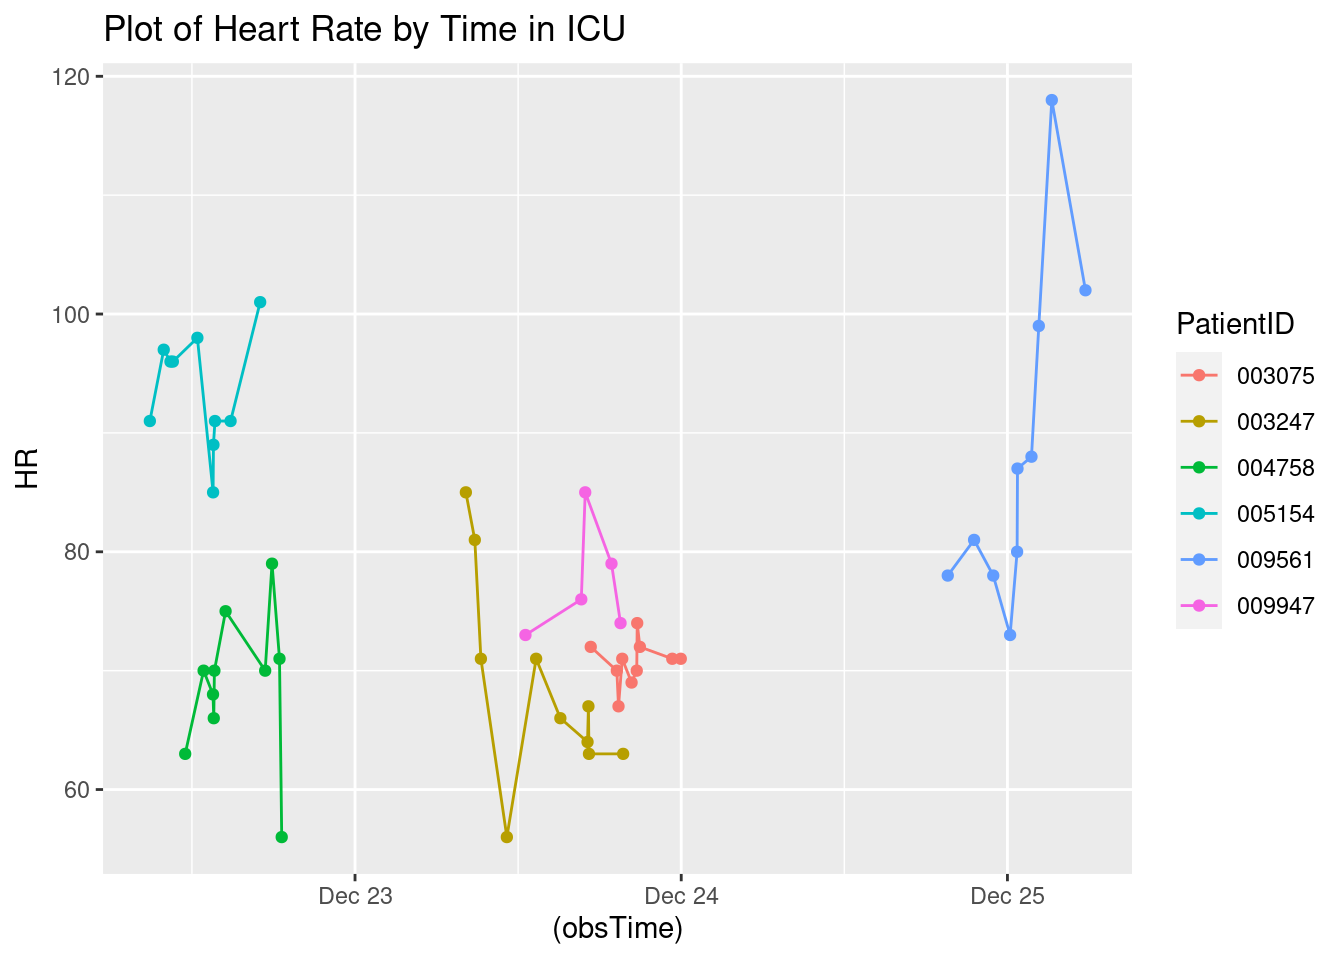 Plot of Heart Rate by Time in ICU
120
100
80
60
HR
Dec 23
Dec 24
Dec 25
(obsTime)
PatientID
003075
003247
004758
005154
009561
009947